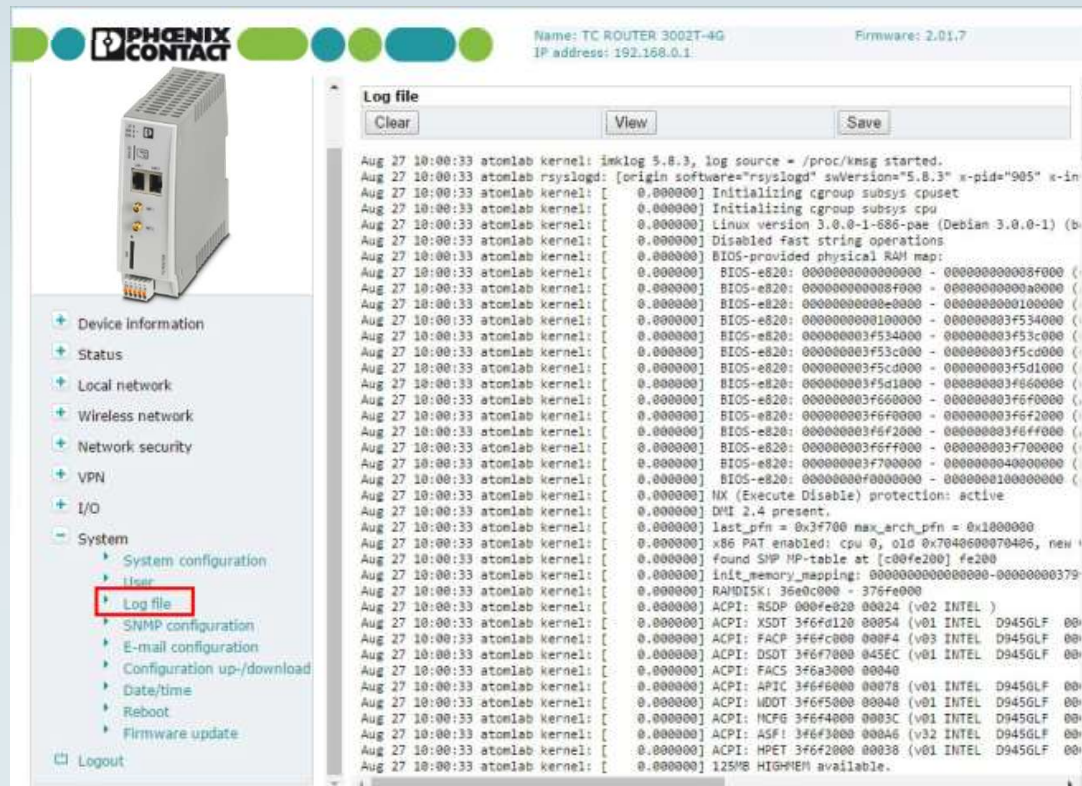 PHŒNIX
CONTACT
Name: TC ROUTER 3002T-4G
IP address: 192.168.0.1
Firmware: 2.01.7
Device information
Status
Local network
Wireless network
Network security
VPN
I/O
System
System configuration
User
Log file
SNMP configuration
E-mail configuration
Configuration up-/download
Date/time
Reboot
Firmware update
Logout
Log file
Clear View Save
Aug 27 10:00:33 atomlab kernel: imklog 5.8.3, log source = /proc/kmsg started.
Aug 27 10:00:33 atomlab rsyslogd: [origin software="rsyslogd" swVersion="5.8.3" x-pid="905" x-in
Aug 27 10:00:33 atomlab kernel: [ 0.000000] Initializing cgroup subsys cpuset
Aug 27 10:00:33 atomlab kernel: [ 0.000000] Initializing cgroup subsys cpu
Aug 27 10:00:33 atomlab kernel: [ 0.000000] Linux version 3.0.0-1-686-pae (Debian 3.0.0-1) (b
Aug 27 10:00:33 atomlab kernel: [ 0.000000] Disabled fast string operations
Aug 27 10:00:33 atomlab kernel: [ 0.000000] BIOS-provided physical RAM map:
Aug 27 10:00:33 atomlab kernel: [ 0.000000] BIOS-e820: 0000000000000000 - 000000000008f000 (
Aug 27 10:00:33 atomlab kernel: [ 0.000000] BIOS-e820: 000000000008f000 - 00000000000a0000 (
Aug 27 10:00:33 atomlab kernel: [ 0.000000] BIOS-e820: 00000000000e0000 - 0000000000100000 (
Aug 27 10:00:33 atomlab kernel: [ 0.000000] BIOS-e820: 0000000000100000 - 000000003f534000 (
Aug 27 10:00:33 atomlab kernel: [ 0.000000] BIOS-e820: 000000003f534000 - 000000003f53c000 (
Aug 27 10:00:33 atomlab kernel: [ 0.000000] BIOS-e820: 000000003f53c000 - 000000003f5cd000 (
Aug 27 10:00:33 atomlab kernel: [ 0.000000] BIOS-e820: 000000003f5cd000 - 000000003f5d1000 (
Aug 27 10:00:33 atomlab kernel: [ 0.000000] BIOS-e820: 000000003f5d1000 - 000000003f660000 (
Aug 27 10:00:33 atomlab kernel: [ 0.000000] BIOS-e820: 000000003f660000 - 000000003f6f0000 (
Aug 27 10:00:33 atomlab kernel: [ 0.000000] BIOS-e820: 000000003f6f0000 - 000000003f6f2000 (
Aug 27 10:00:33 atomlab kernel: [ 0.000000] BIOS-e820: 000000003f6f2000 - 000000003f6ff000 (
Aug 27 10:00:33 atomlab kernel: [ 0.000000] BIOS-e820: 000000003f6ff000 - 000000003f700000 (
Aug 27 10:00:33 atomlab kernel: [ 0.000000] BIOS-e820: 000000003f700000 - 0000000040000000 (
Aug 27 10:00:33 atomlab kernel: [ 0.000000] BIOS-e820: 00000000f0000000 - 0000000100000000 (
Aug 27 10:00:33 atomlab kernel: [ 0.000000] NX (Execute Disable) protection: active
Aug 27 10:00:33 atomlab kernel: [ 0.000000] DMI 2.4 present.
Aug 27 10:00:33 atomlab kernel: [ 0.000000] last_pfn = 0x3f700 max_arch_pfn = 0x1000000
Aug 27 10:00:33 atomlab kernel: [ 0.000000] x86 PAT enabled: cpu 0, old 0x7040600070406, new
Aug 27 10:00:33 atomlab kernel: [ 0.000000] found SMP MP-table at [c00fe200] fe200
Aug 27 10:00:33 atomlab kernel: [ 0.000000] init_memory_mapping: 0000000000000000-00000000379
Aug 27 10:00:33 atomlab kernel: [ 0.000000] RAMDISK: 36e0c000 - 376fe000
Aug 27 10:00:33 atomlab kernel: [ 0.000000] ACPI: RSDP 000fe020 00024 (v02 INTEL )
Aug 27 10:00:33 atomlab kernel: [ 0.000000] ACPI: XSDT 3f6fd120 00054 (v01 INTEL D945GLF 00
Aug 27 10:00:33 atomlab kernel: [ 0.000000] ACPI: FACP 3f6fc000 000F4 (v03 INTEL D945GLF 00
Aug 27 10:00:33 atomlab kernel: [ 0.000000] ACPI: DSDT 3f6f7000 045EC (v01 INTEL D945GLF 00
Aug 27 10:00:33 atomlab kernel: [ 0.000000] ACPI: FACS 3f6a3000 00040
Aug 27 10:00:33 atomlab kernel: [ 0.000000] ACPI: APIC 3f6f6000 00078 (v01 INTEL D945GLF 00
Aug 27 10:00:33 atomlab kernel: [ 0.000000] ACPI: WDDT 3f6f5000 00040 (v01 INTEL D945GLF 00
Aug 27 10:00:33 atomlab kernel: [ 0.000000] ACPI: MCFG 3f6f4000 0003C (v01 INTEL D945GLF 00
Aug 27 10:00:33 atomlab kernel: [ 0.000000] ACPI: ASF! 3f6f3000 000A6 (v32 INTEL D945GLF 00
Aug 27 10:00:33 atomlab kernel: [ 0.000000] ACPI: HPET 3f6f2000 00038 (v01 INTEL D945GLF 00
Aug 27 10:00:33 atomlab kernel: [ 0.000000] 125MB HIGHMEM available.